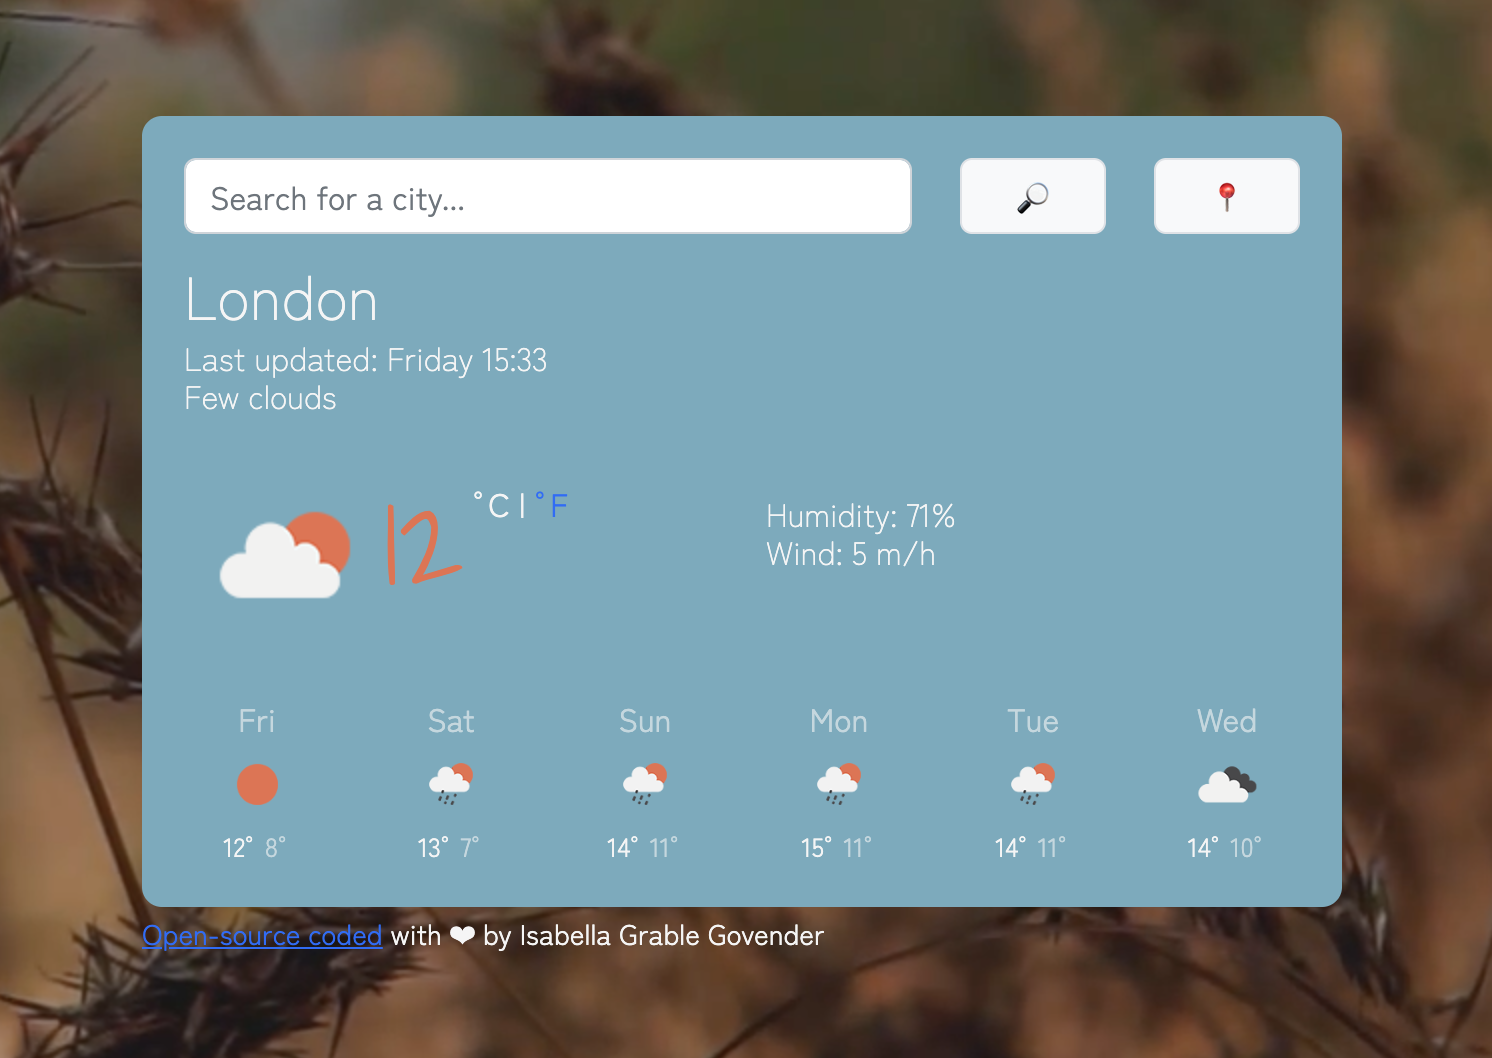 Search for a city...
London
Last updated: Friday 15:33
Few clouds
12 °C | °F
Humidity: 71%
Wind: 5 m/h
Fri Sat Sun Mon Tue Wed
12° 8° 13° 7° 14° 11° 15° 11° 14° 11° 14° 10°
Open-source coded with ❤ by Isabella Grable Govender